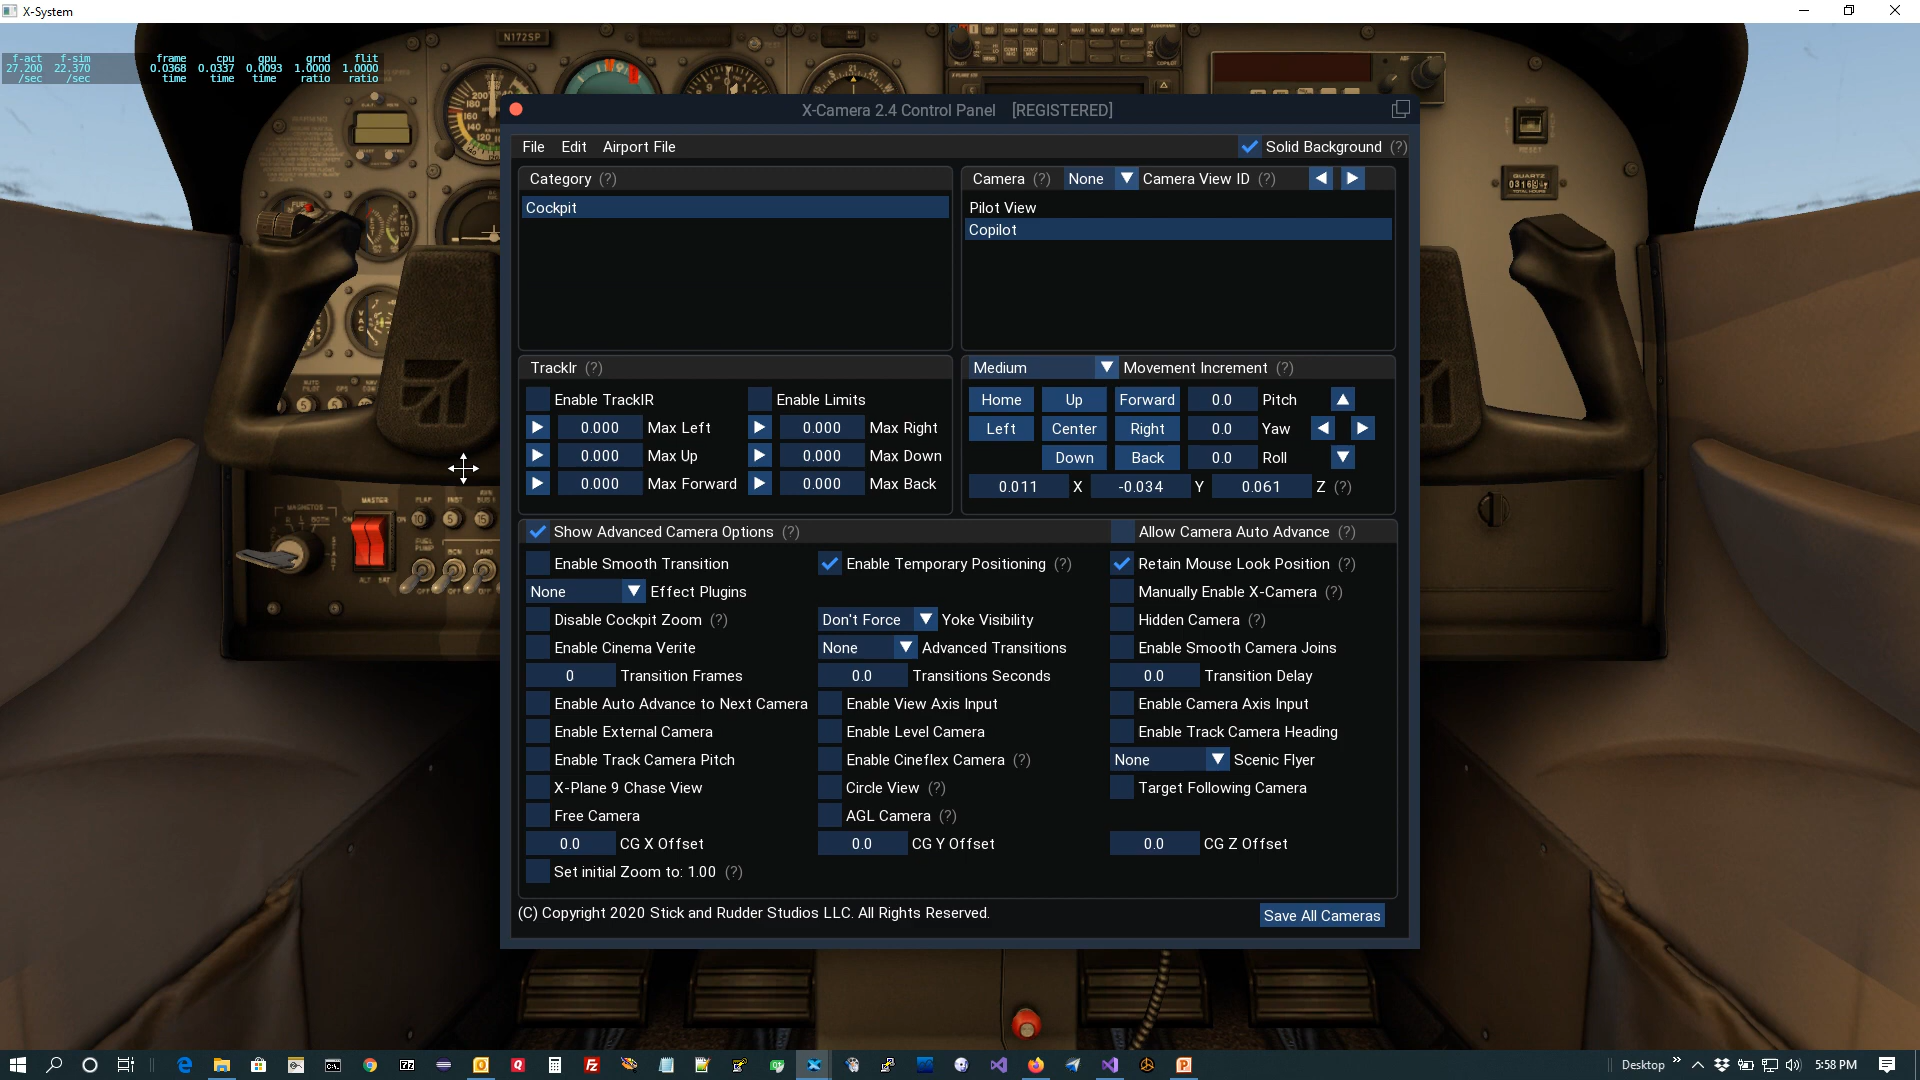 X-System
N172SP
f-act f-sim frame cpu gpu grnd flit
27.200 22.370 0.0368 0.0337 0.0093 1.0000 1.0000
/sec /sec time time time ratio ratio
X-Camera 2.4 Control Panel [REGISTERED]
File Edit Airport File Solid Background (?)
Category (?)
Cockpit
Camera (?) None Camera View ID (?)
Pilot View
Copilot
TrackIr (?)
Enable TrackIR Enable Limits
0.000 Max Left 0.000 Max Right
0.000 Max Up 0.000 Max Down
0.000 Max Forward 0.000 Max Back
Medium Movement Increment (?)
Home Up Forward 0.0 Pitch
Left Center Right 0.0 Yaw
Down Back 0.0 Roll
0.011 X -0.034 Y 0.061 Z (?)
Show Advanced Camera Options (?) Allow Camera Auto Advance (?)
Enable Smooth Transition Enable Temporary Positioning (?) Retain Mouse Look Position (?)
None Effect Plugins Manually Enable X-Camera (?)
Disable Cockpit Zoom (?) Don't Force Yoke Visibility Hidden Camera (?)
Enable Cinema Verite None Advanced Transitions Enable Smooth Camera Joins
0 Transition Frames 0.0 Transitions Seconds 0.0 Transition Delay
Enable Auto Advance to Next Camera Enable View Axis Input Enable Camera Axis Input
Enable External Camera Enable Level Camera Enable Track Camera Heading
Enable Track Camera Pitch Enable Cineflex Camera (?) None Scenic Flyer
X-Plane 9 Chase View Circle View (?) Target Following Camera
Free Camera AGL Camera (?)
0.0 CG X Offset 0.0 CG Y Offset 0.0 CG Z Offset
Set initial Zoom to: 1.00 (?)
(C) Copyright 2020 Stick and Rudder Studios LLC. All Rights Reserved.
Save All Cameras
MAGNETOS
MASTER
ALT
QUARTZ
RESET
Desktop 5:58 PM